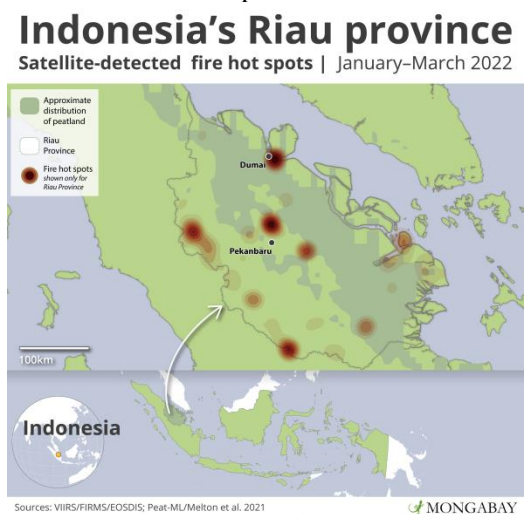 Indonesia's Riau province
Satellite-detected fire hot spots | January–March 2022
Approximate
distribution
of peatland
Riau
Province
Fire hot spots
shown only for
Riau Province
Dumai
Pekanbaru
100km
Indonesia
Sources: VIIRS/FIRMS/EOSDIS; Peat-ML/Melton et al. 2021
MONGABAY